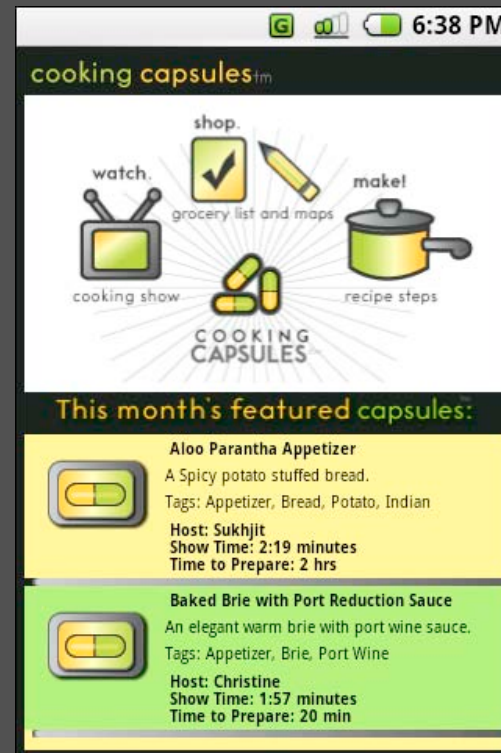 G 6:38 PM
cooking capsules tm
shop.
watch.
make!
grocery list and maps
cooking show
recipe steps
COOKING
CAPSULES
This month's featured capsules:
Aloo Parantha Appetizer
A Spicy potato stuffed bread.
Tags: Appetizer, Bread, Potato, Indian
Host: Sukhjit
Show Time: 2:19 minutes
Time to Prepare: 2 hrs
Baked Brie with Port Reduction Sauce
An elegant warm brie with port wine sauce.
Tags: Appetizer, Brie, Port Wine
Host: Christine
Show Time: 1:57 minutes
Time to Prepare: 20 min